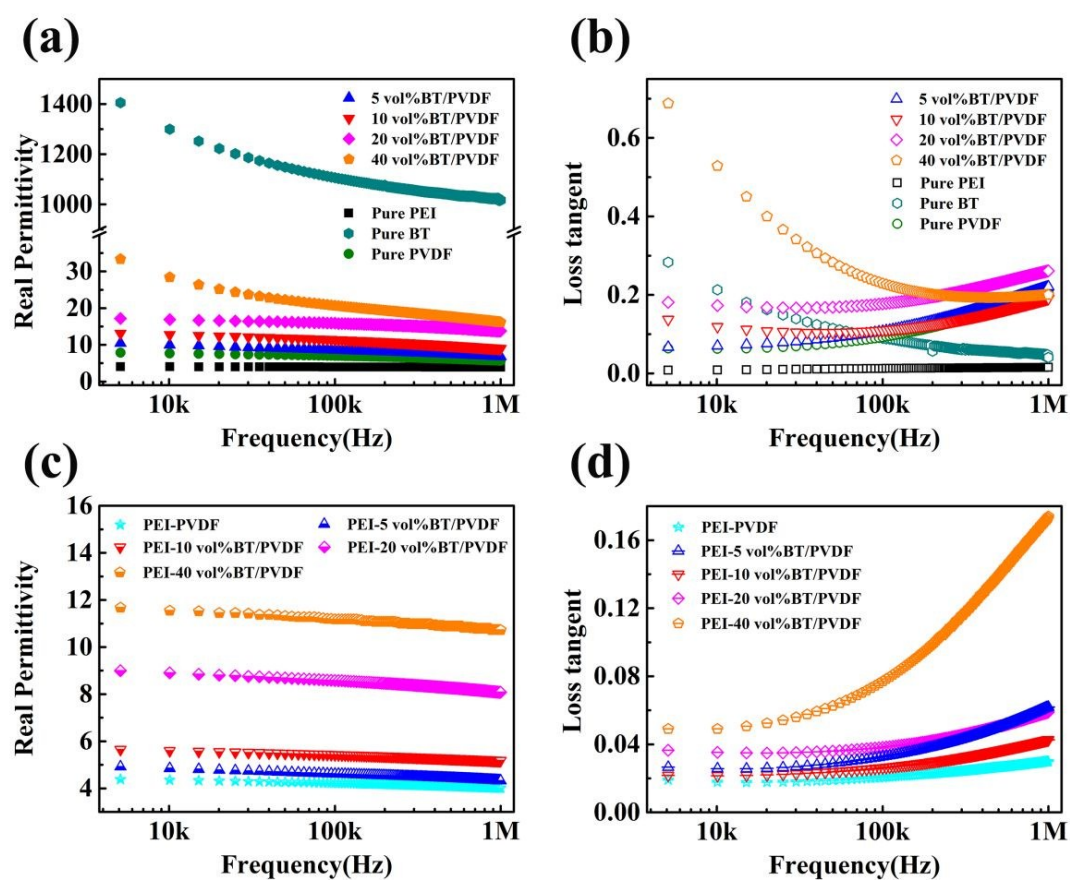 (a)
Real Permittivity
1400
1200
1000
30
20
10
0
5 vol%BT/PVDF
10 vol%BT/PVDF
20 vol%BT/PVDF
40 vol%BT/PVDF
Pure PEI
Pure BT
Pure PVDF
10k 100k 1M
Frequency(Hz)
(b)
Loss tangent
0.6
0.4
0.2
0.0
5 vol%BT/PVDF
10 vol%BT/PVDF
20 vol%BT/PVDF
40 vol%BT/PVDF
Pure PEI
Pure BT
Pure PVDF
10k 100k 1M
Frequency(Hz)
(c)
Real Permittivity
16
14
12
10
8
6
4
PEI-PVDF PEI-5 vol%BT/PVDF
PEI-10 vol%BT/PVDF PEI-20 vol%BT/PVDF
PEI-40 vol%BT/PVDF
10k 100k 1M
Frequency(Hz)
(d)
Loss tangent
0.16
0.12
0.08
0.04
0.00
PEI-PVDF
PEI-5 vol%BT/PVDF
PEI-10 vol%BT/PVDF
PEI-20 vol%BT/PVDF
PEI-40 vol%BT/PVDF
10k 100k 1M
Frequency(Hz)